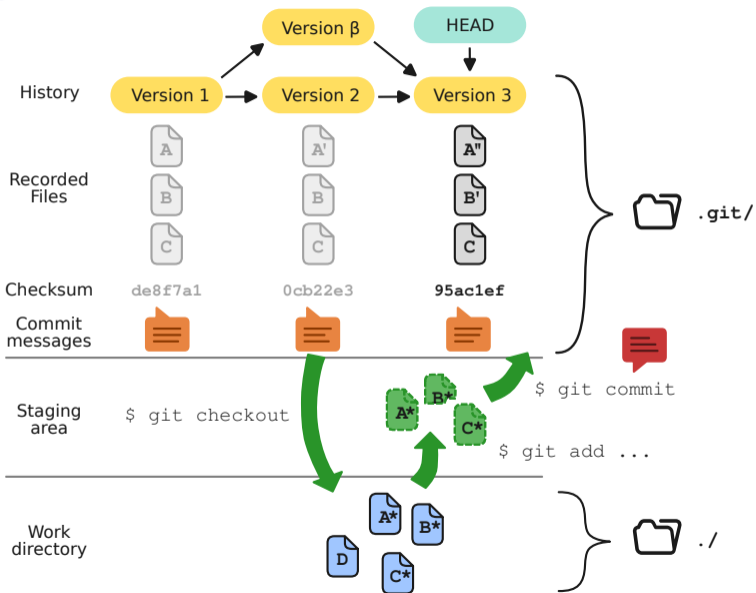 Version β
HEAD
History
Version 1
Version 2
Version 3
A
A'
A"
Recorded
Files
B
B
B'
.git/
C
C
C
Checksum
de8f7a1
0cb22e3
95ac1ef
Commit
messages
$ git commit
Staging
area
$ git checkout
A*
B*
C*
$ git add ...
Work
directory
A*
B*
D
C*
./